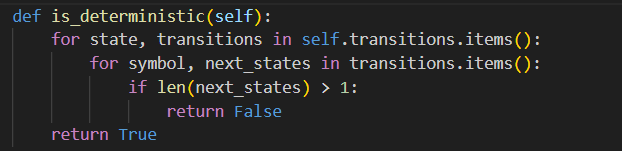 def is_deterministic(self):
    for state, transitions in self.transitions.items():
        for symbol, next_states in transitions.items():
            if len(next_states) > 1:
                return False
    return True